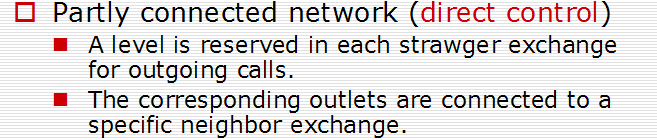 Partly connected network (direct control)
A level is reserved in each strawger exchange
for outgoing calls.
The corresponding outlets are connected to a
specific neighbor exchange.